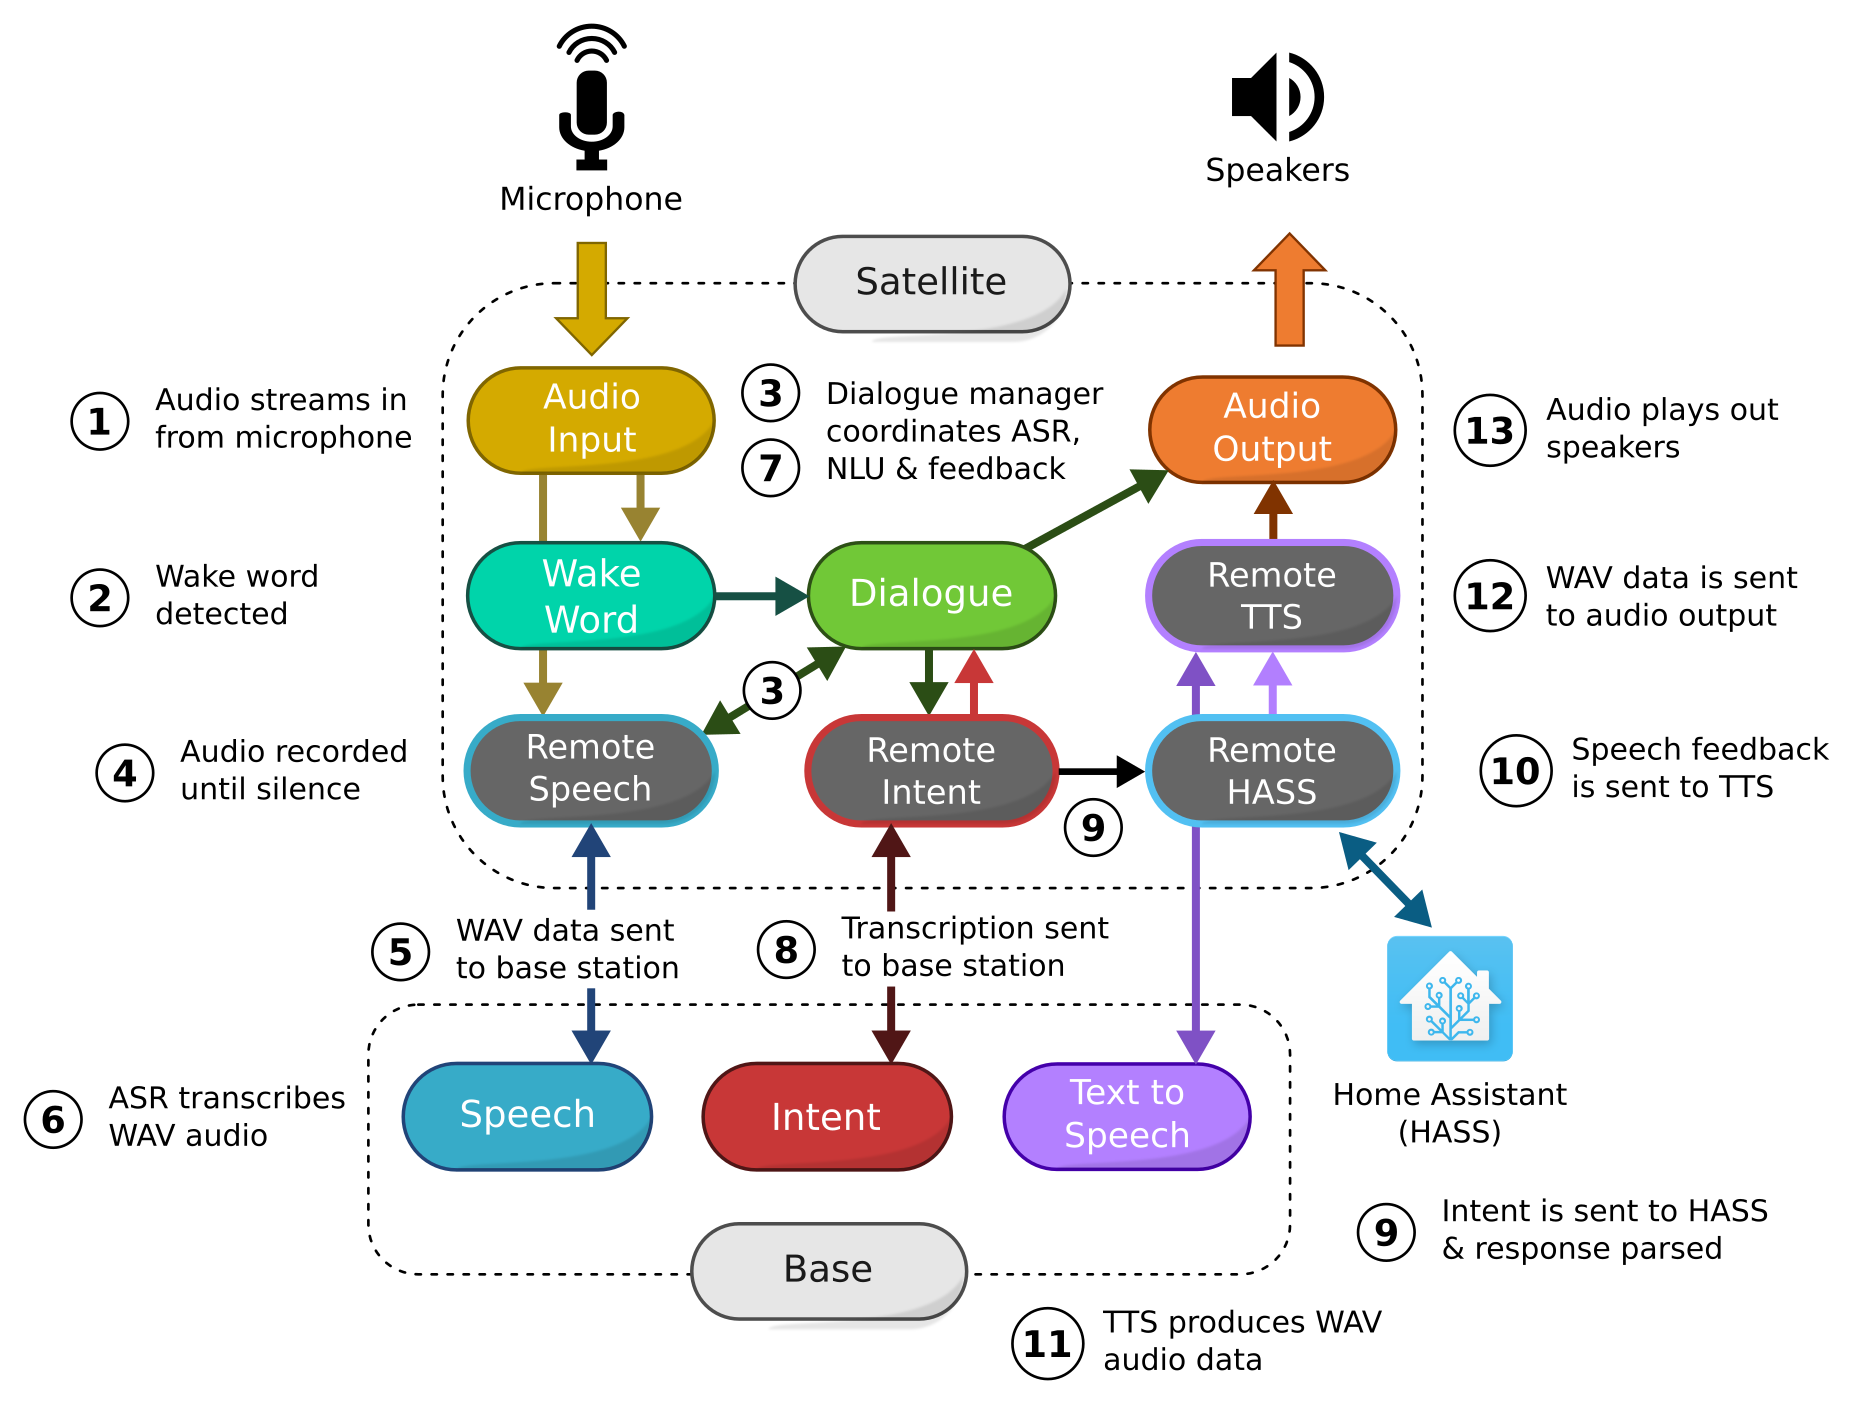 Microphone
Speakers
Satellite
1
Audio streams in
from microphone
Audio
Input
3
7
Dialogue manager
coordinates ASR,
NLU & feedback
Audio
Output
13
Audio plays out
speakers
2
Wake word
detected
Wake
Word
Dialogue
Remote
TTS
12
WAV data is sent
to audio output
3
4
Audio recorded
until silence
Remote
Speech
Remote
Intent
9
Remote
HASS
10
Speech feedback
is sent to TTS
5
WAV data sent
to base station
8
Transcription sent
to base station
6
ASR transcribes
WAV audio
Speech
Intent
Text to
Speech
Home Assistant
(HASS)
9
Intent is sent to HASS
& response parsed
Base
11
TTS produces WAV
audio data